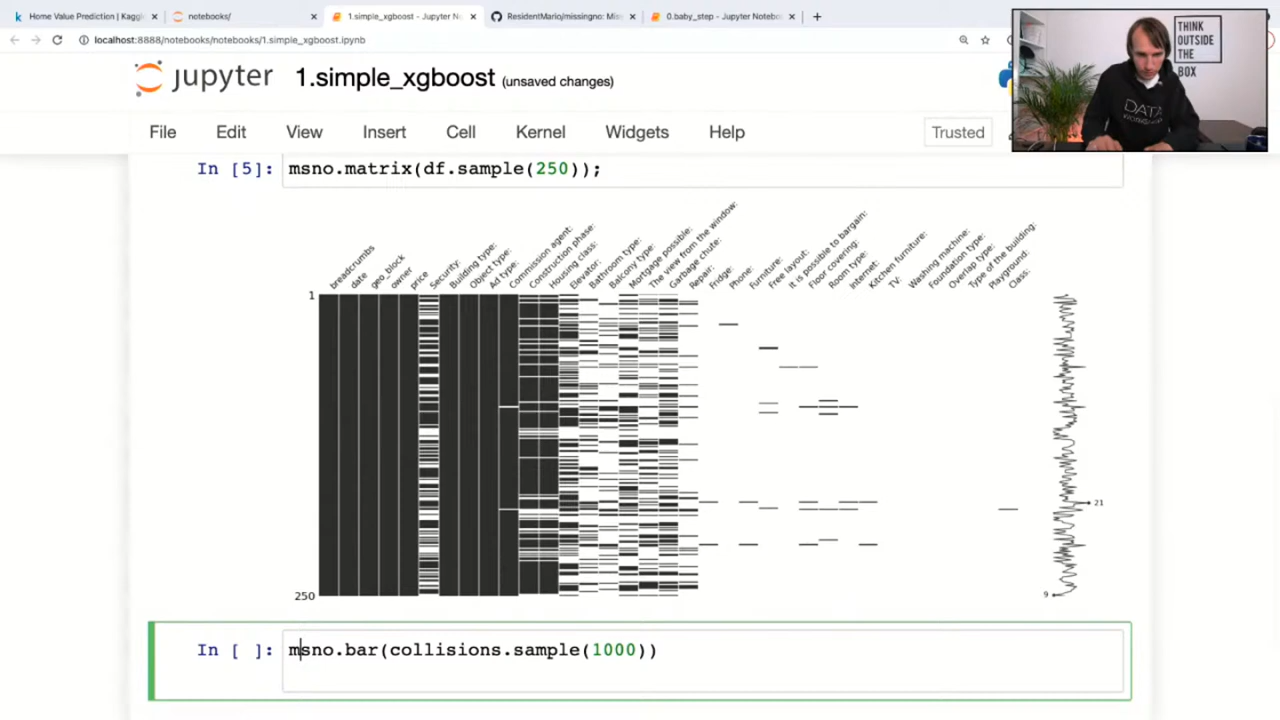 Home Value Prediction | Kaggl
notebooks/
1.simple_xgboost - Jupyter No
ResidentMario/missingno: Mis
0.baby_step - Jupyter Notebo
localhost:8888/notebooks/notebooks/1.simple_xgboost.ipynb
THINK
OUTSIDE
THE
BOX
DATA
jupyter
1.simple_xgboost (unsaved changes)
File Edit View Insert Cell Kernel Widgets Help
Trusted
In [5]: msno.matrix(df.sample(250));
breadcrumbs
date
geo_block
owner
price
Security:
Building type:
Object type:
Ad type:
Commission agent:
Construction phase:
Housing class:
Elevator:
Bathroom type:
Balcony type:
Mortgage possible:
The view from the window:
Garbage chute:
Repair:
Fridge:
Phone:
Furniture:
Free layout:
It is possible to bargain:
Floor covering:
Room type:
Internet:
Kitchen furniture:
TV:
Washing machine:
Foundation type:
Overlap type:
Type of the building:
Playground:
Class:
1
21
250
9
In [ ]: msno.bar(collisions.sample(1000))